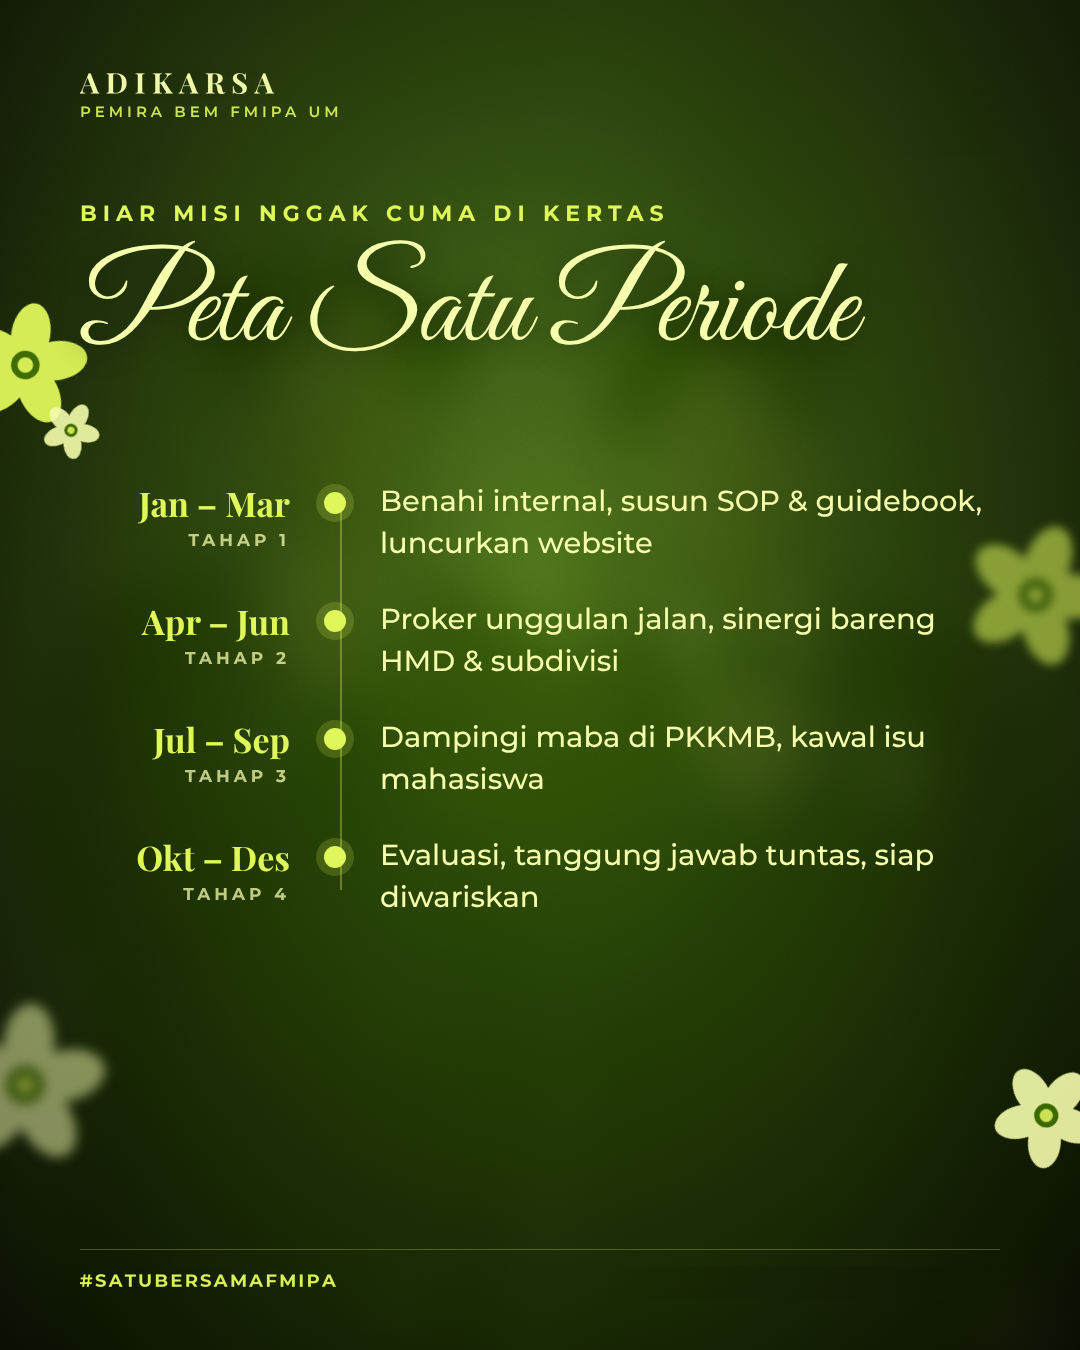 ADIKARSA
PEMIRA BEM FMIPA UM
BIAR MISI NGGAK CUMA DI KERTAS
Peta Satu Periode
Jan – Mar
TAHAP 1
Benahi internal, susun SOP & guidebook,
luncurkan website
Apr – Jun
TAHAP 2
Proker unggulan jalan, sinergi bareng
HMD & subdivisi
Jul – Sep
TAHAP 3
Dampingi maba di PKKMB, kawal isu
mahasiswa
Okt – Des
TAHAP 4
Evaluasi, tanggung jawab tuntas, siap
diwariskan
#SATUBERSAMAFMIPA